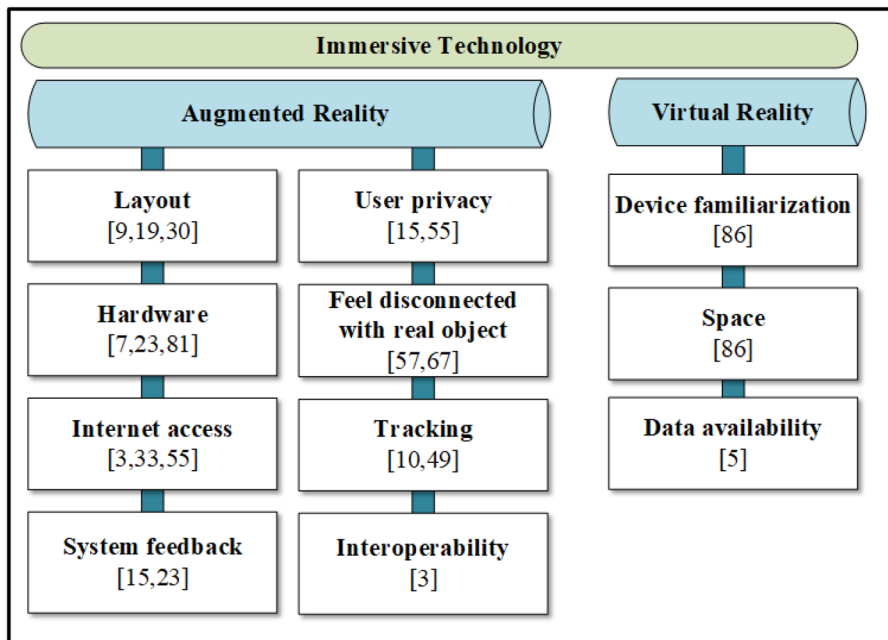 Immersive Technology
Augmented Reality
Layout
[9,19,30]
Hardware
[7,23,81]
Internet access
[3,33,55]
System feedback
[15,23]
User privacy
[15,55]
Feel disconnected
with real object
[57,67]
Tracking
[10,49]
Interoperability
[3]
Virtual Reality
Device familiarization
[86]
Space
[86]
Data availability
[5]